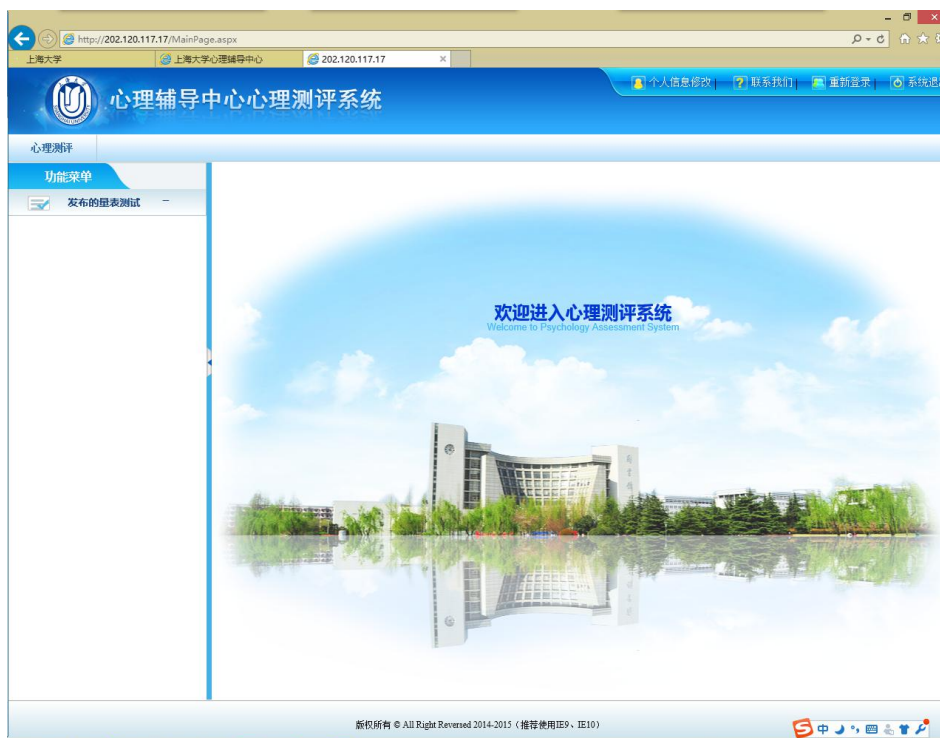 http://202.120.117.17/MainPage.aspx
上海大学
上海大学心理辅导中心
202.120.117.17
个人信息修改
联系我们
重新登录
系统退
心理辅导中心心理测评系统
心理测评
功能菜单
发布的量表测试
欢迎进入心理测评系统
Welcome to Psychology Assessment System
版权所有 © All Right Reversed 2014-2015（推荐使用IE9、IE10）
中